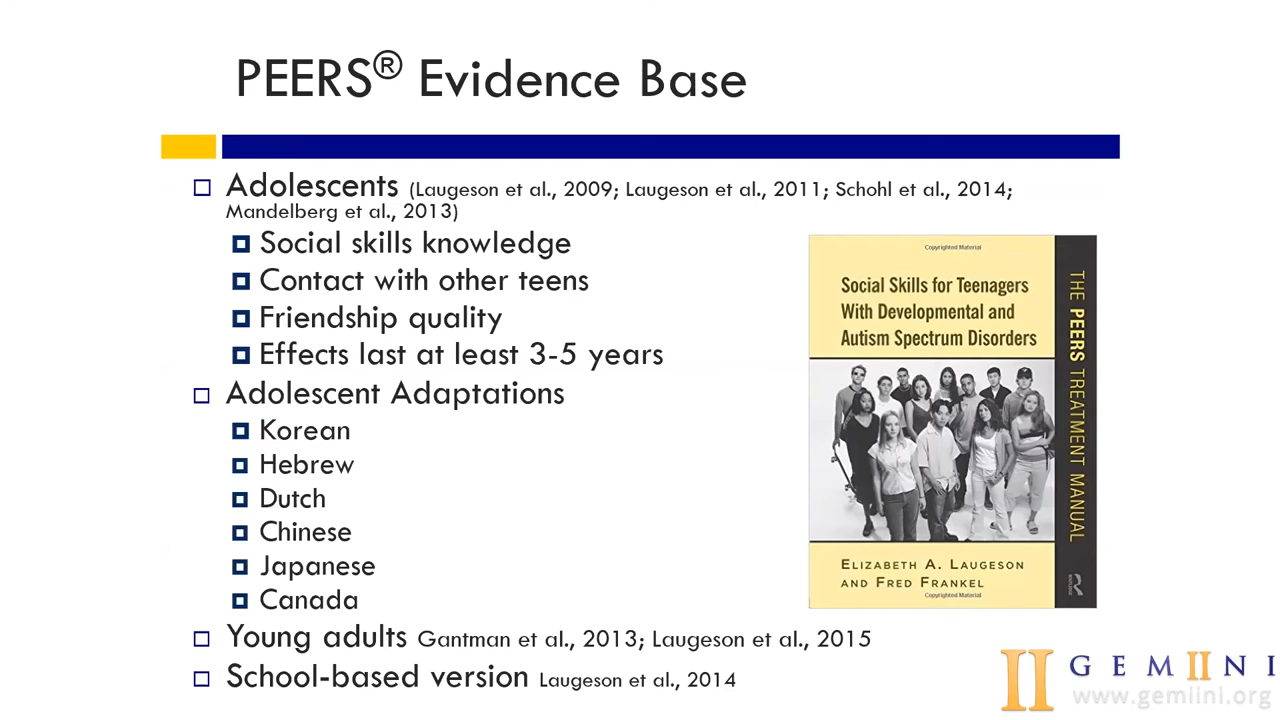 PEERS® Evidence Base
Adolescents (Laugeson et al., 2009; Laugeson et al., 2011; Schohl et al., 2014;
Mandelberg et al., 2013)
Social skills knowledge
Contact with other teens
Friendship quality
Effects last at least 3-5 years
Adolescent Adaptations
Korean
Hebrew
Dutch
Chinese
Japanese
Canada
Young adults Gantman et al., 2013; Laugeson et al., 2015
School-based version Laugeson et al., 2014
Copyrighted Material
Social Skills for Teenagers
With Developmental and
Autism Spectrum Disorders
ELIZABETH A. LAUGESON
AND FRED FRANKEL
Copyrighted Material
THE PEERS TREATMENT MANUAL
GEMIINI
www.gemiini.org